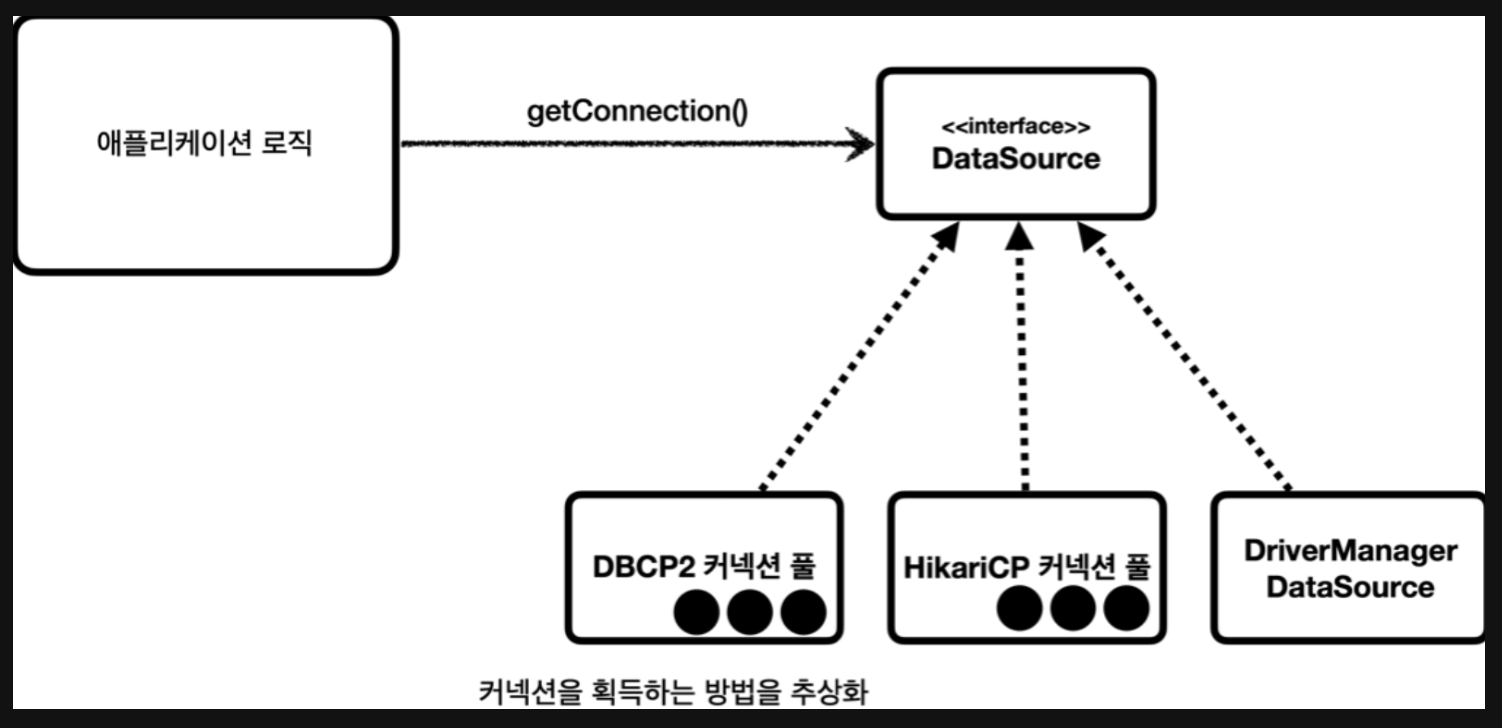 애플리케이션 로직
getConnection()
<<interface>>
DataSource
DBCP2 커넥션 풀
HikariCP 커넥션 풀
DriverManager
DataSource
커넥션을 획득하는 방법을 추상화